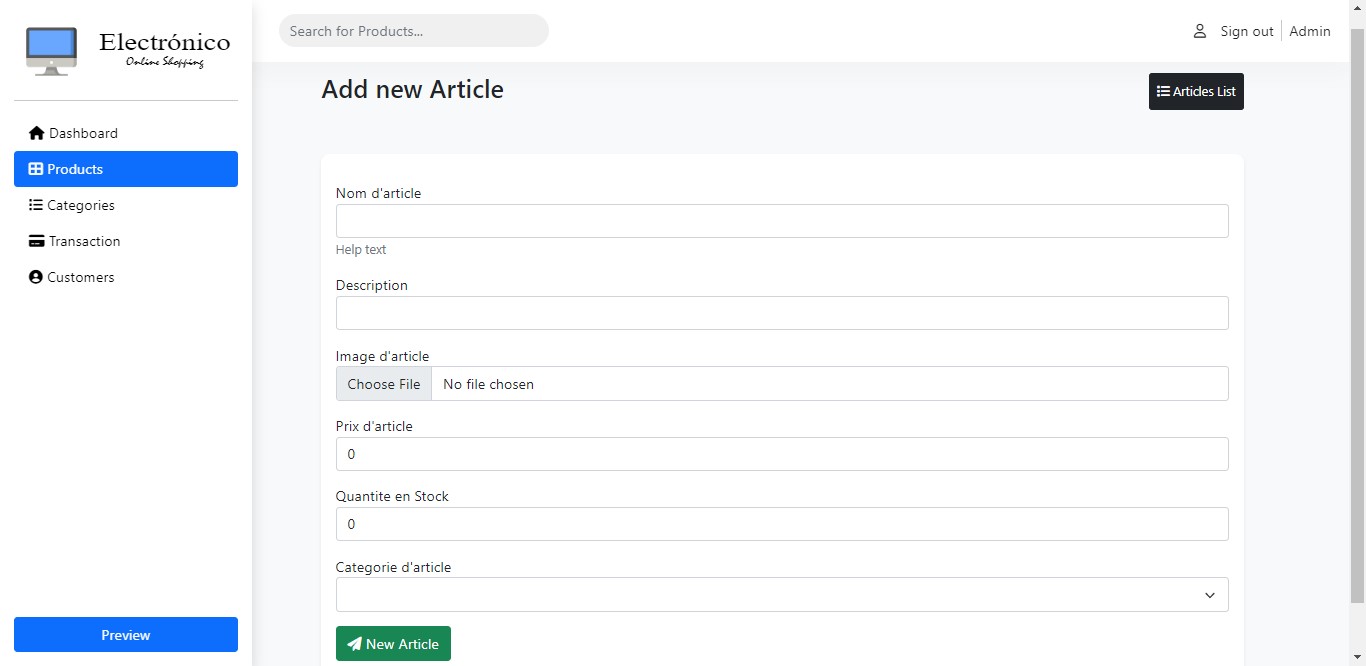 Electrónico
Online Shopping
Dashboard
Products
Categories
Transaction
Customers
Preview
Search for Products...
Sign out
Admin
Add new Article
Articles List
Nom d'article
Help text
Description
Image d'article
Choose File No file chosen
Prix d'article
0
Quantite en Stock
0
Categorie d'article
New Article